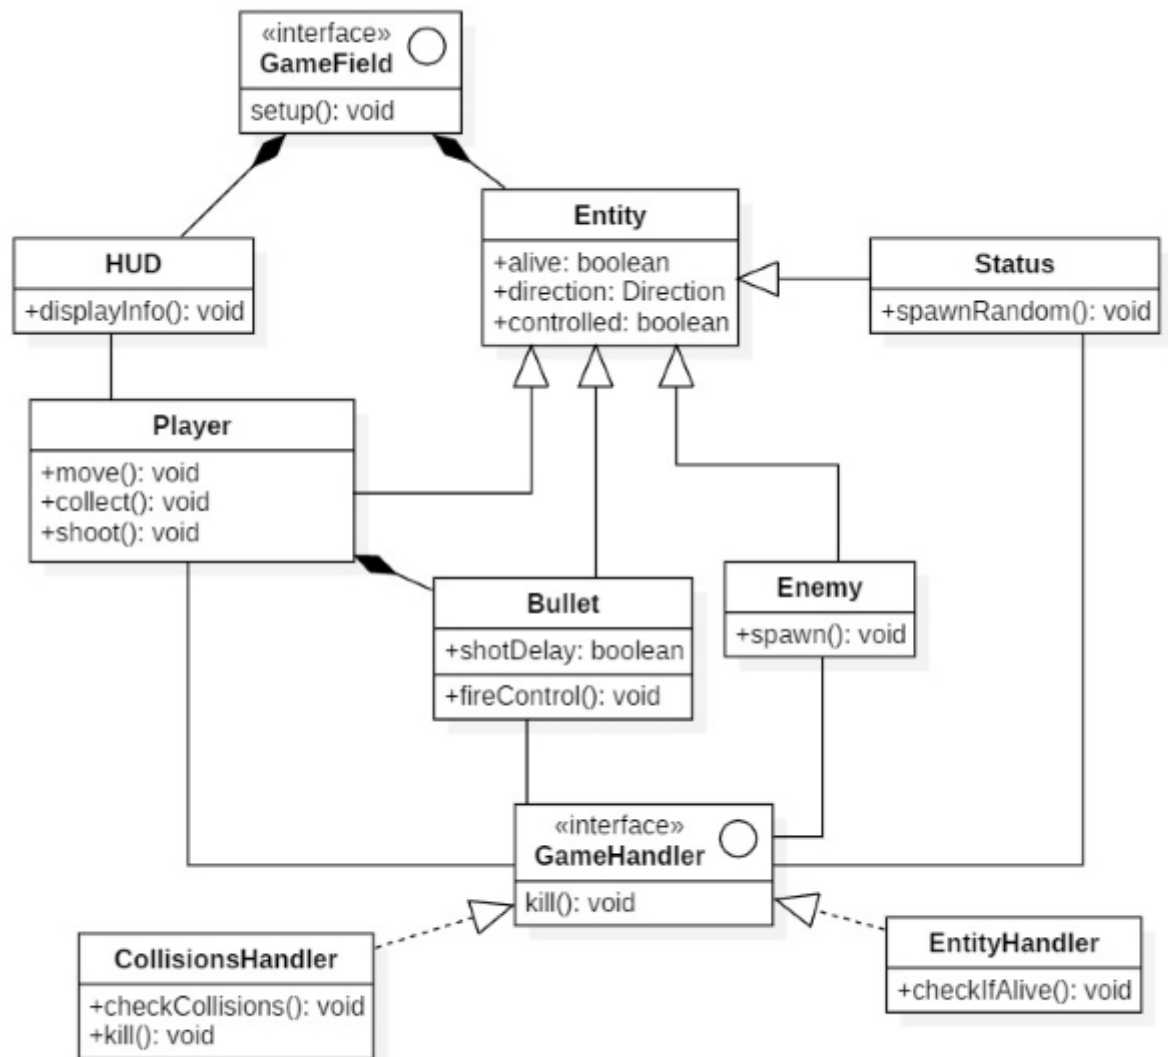 «interface»
GameField
setup(): void
Entity
+alive: boolean
+direction: Direction
+controlled: boolean
HUD
+displayInfo(): void
Status
+spawnRandom(): void
Player
+move(): void
+collect(): void
+shoot(): void
Bullet
+shotDelay: boolean
+fireControl(): void
Enemy
+spawn(): void
«interface»
GameHandler
kill(): void
CollisionsHandler
+checkCollisions(): void
+kill(): void
EntityHandler
+checkIfAlive(): void